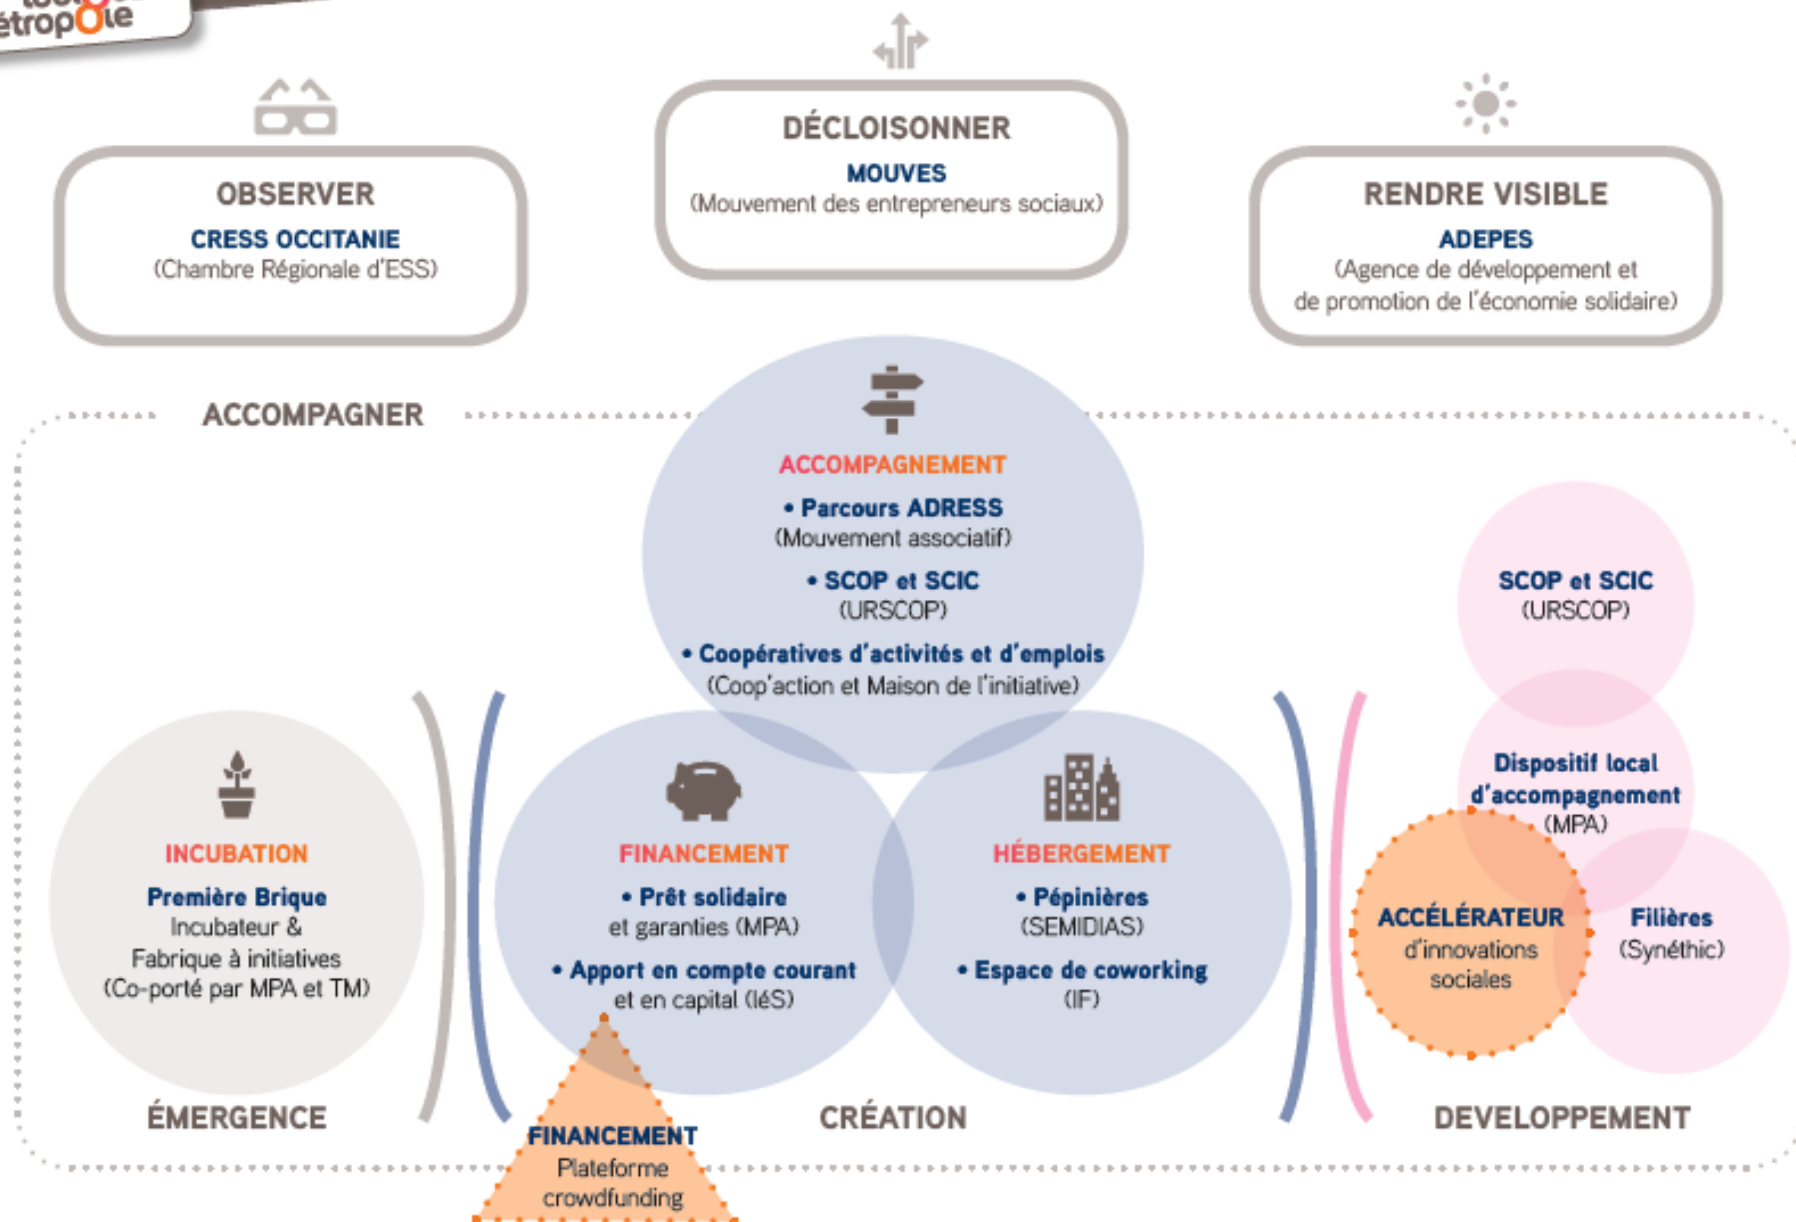 étropole
OBSERVER
CRESS OCCITANIE
(Chambre Régionale d'ESS)
DÉCLOISONNER
MOUVES
(Mouvement des entrepreneurs sociaux)
RENDRE VISIBLE
ADEPES
(Agence de développement et
de promotion de l'économie solidaire)
ACCOMPAGNER
ACCOMPAGNEMENT
• Parcours ADRESS
(Mouvement associatif)
• SCOP et SCIC
(URSCOP)
• Coopératives d'activités et d'emplois
(Coop'action et Maison de l'initiative)
INCUBATION
Première Brique
Incubateur &
Fabrique à initiatives
(Co-porté par MPA et TM)
ÉMERGENCE
FINANCEMENT
• Prêt solidaire
et garanties (MPA)
• Apport en compte courant
et en capital (IéS)
HÉBERGEMENT
• Pépinières
(SEMIDIAS)
• Espace de coworking
(IF)
FINANCEMENT
Plateforme
crowdfunding
CRÉATION
SCOP et SCIC
(URSCOP)
Dispositif local
d'accompagnement
(MPA)
ACCÉLÉRATEUR
d'innovations
sociales
Filières
(Synéthic)
DEVELOPPEMENT